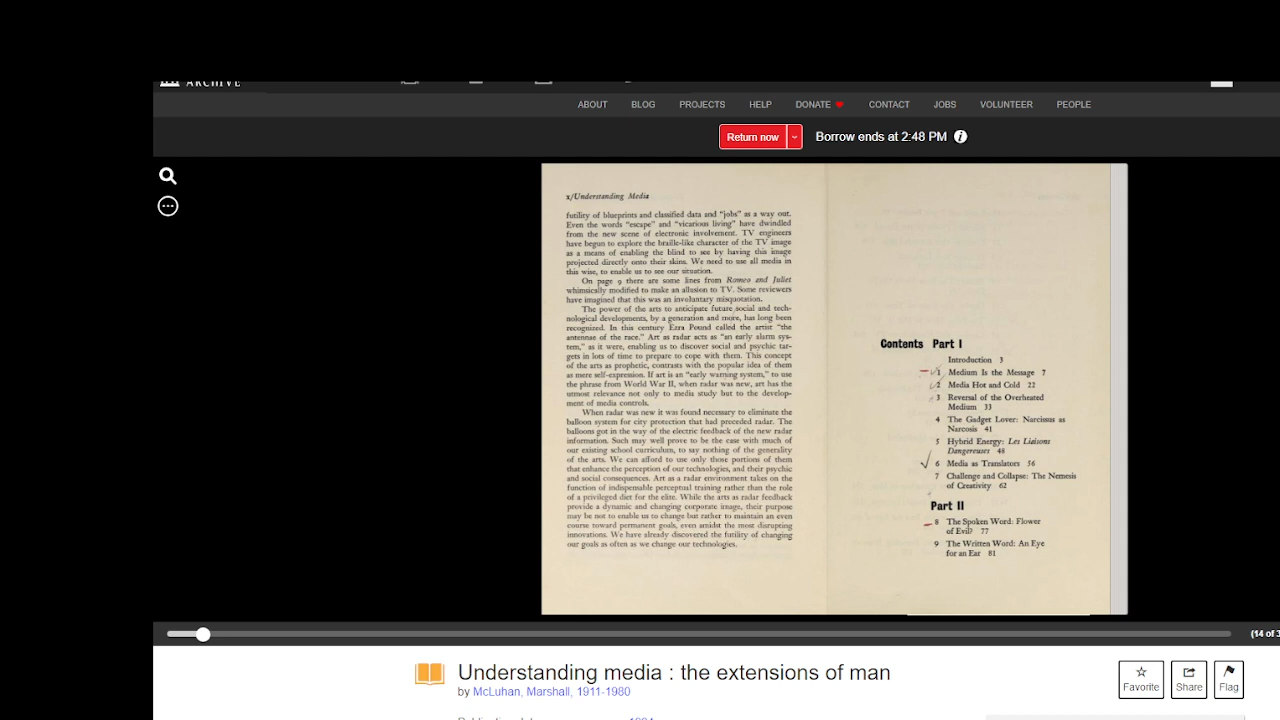 ARCHIVE
ABOUT BLOG PROJECTS HELP DONATE CONTACT JOBS VOLUNTEER PEOPLE
Return now Borrow ends at 2:48 PM
x/Understanding Media
futility of blueprints and classified data and "jobs" as a way out.
Even the words "escape" and "vicarious living" have dwindled
from the new scene of electronic involvement. TV engineers
have begun to explore the braille-like character of the TV image
as a means of enabling the blind to see by having this image
projected directly onto their skins. We need to use all media in
this wise, to enable us to see our situation.
On page 9 there are some lines from Romeo and Juliet
whimsically modified to make an allusion to TV. Some reviewers
have imagined that this was an involuntary misquotation.
The power of the arts to anticipate future social and tech-
nological developments, by a generation and more, has long been
recognized. In this century Ezra Pound called the artist "the
antennae of the race." Art as radar acts as "an early alarm sys-
tem," as it were, enabling us to discover social and psychic tar-
gets in lots of time to prepare to cope with them. This concept
of the arts as prophetic, contrasts with the popular idea of them
as mere self-expression. If art is an "early warning system," to use
the phrase from World War II, when radar was new, art has the
utmost relevance not only to media study but to the develop-
ment of media controls.
When radar was new it was found necessary to eliminate the
balloon system for city protection that had preceded radar. The
balloons got in the way of the electric feedback of the new radar
information. Such may well prove to be the case with much of
our existing school curriculum, to say nothing of the generality
of the arts. We can afford to use only those portions of them
that enhance the perception of our technologies, and their psychic
and social consequences. Art as a radar environment takes on the
function of indispensable perceptual training rather than the role
of a privileged diet for the elite. While the arts as radar feedback
provide a dynamic and changing corporate image, their purpose
may be not to enable us to change but rather to maintain an even
course toward permanent goals, even amidst the most disrupting
innovations. We have already discovered the futility of changing
our goals as often as we change our technologies.
Contents Part I
Introduction 3
1 Medium Is the Message 7
2 Media Hot and Cold 22
3 Reversal of the Overheated
Medium 33
4 The Gadget Lover: Narcissus as
Narcosis 41
5 Hybrid Energy: Les Liaisons
Dangereuses 48
6 Media as Translators 56
7 Challenge and Collapse: The Nemesis
of Creativity 62
Part II
8 The Spoken Word: Flower
of Evil? 77
9 The Written Word: An Eye
for an Ear 81
(14 of 3
Understanding media : the extensions of man
by McLuhan, Marshall, 1911-1980
Favorite Share Flag